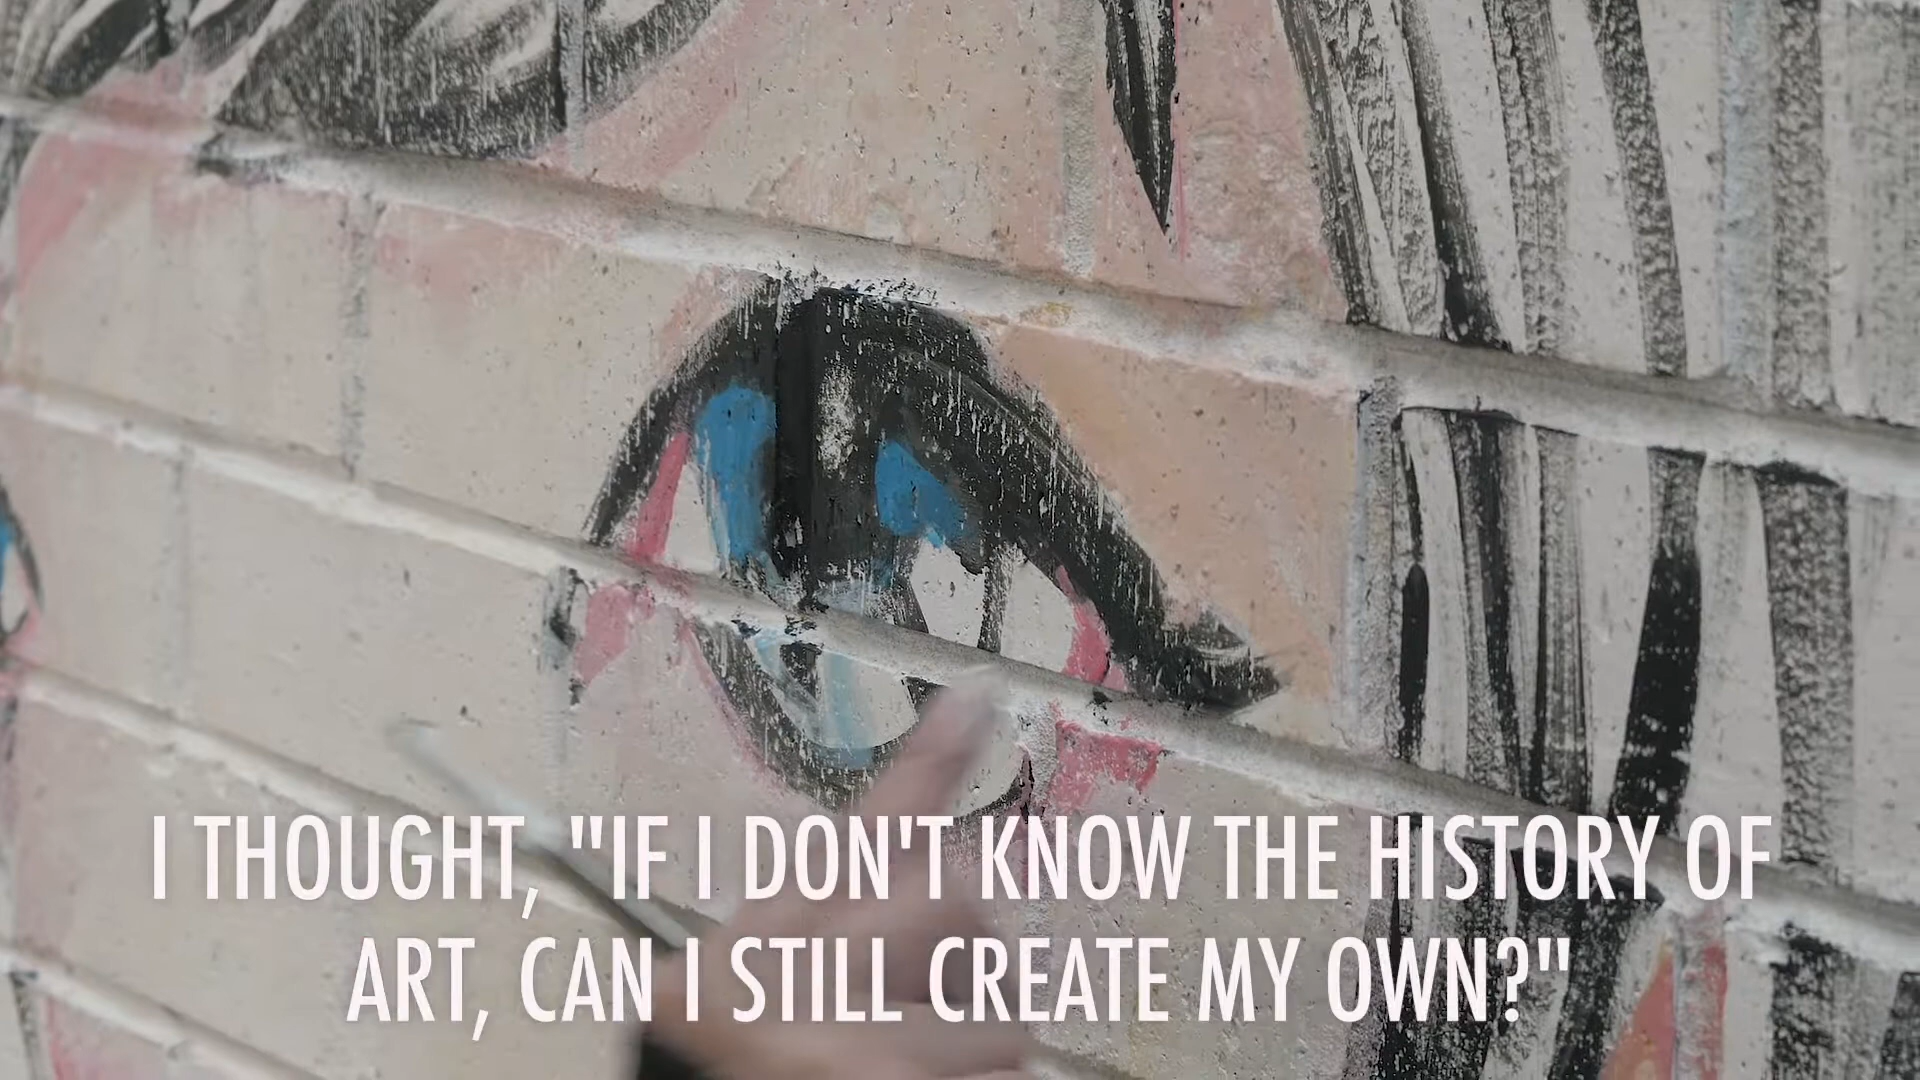 I THOUGHT, "IF I DON'T KNOW THE HISTORY OF
ART, CAN I STILL CREATE MY OWN?"